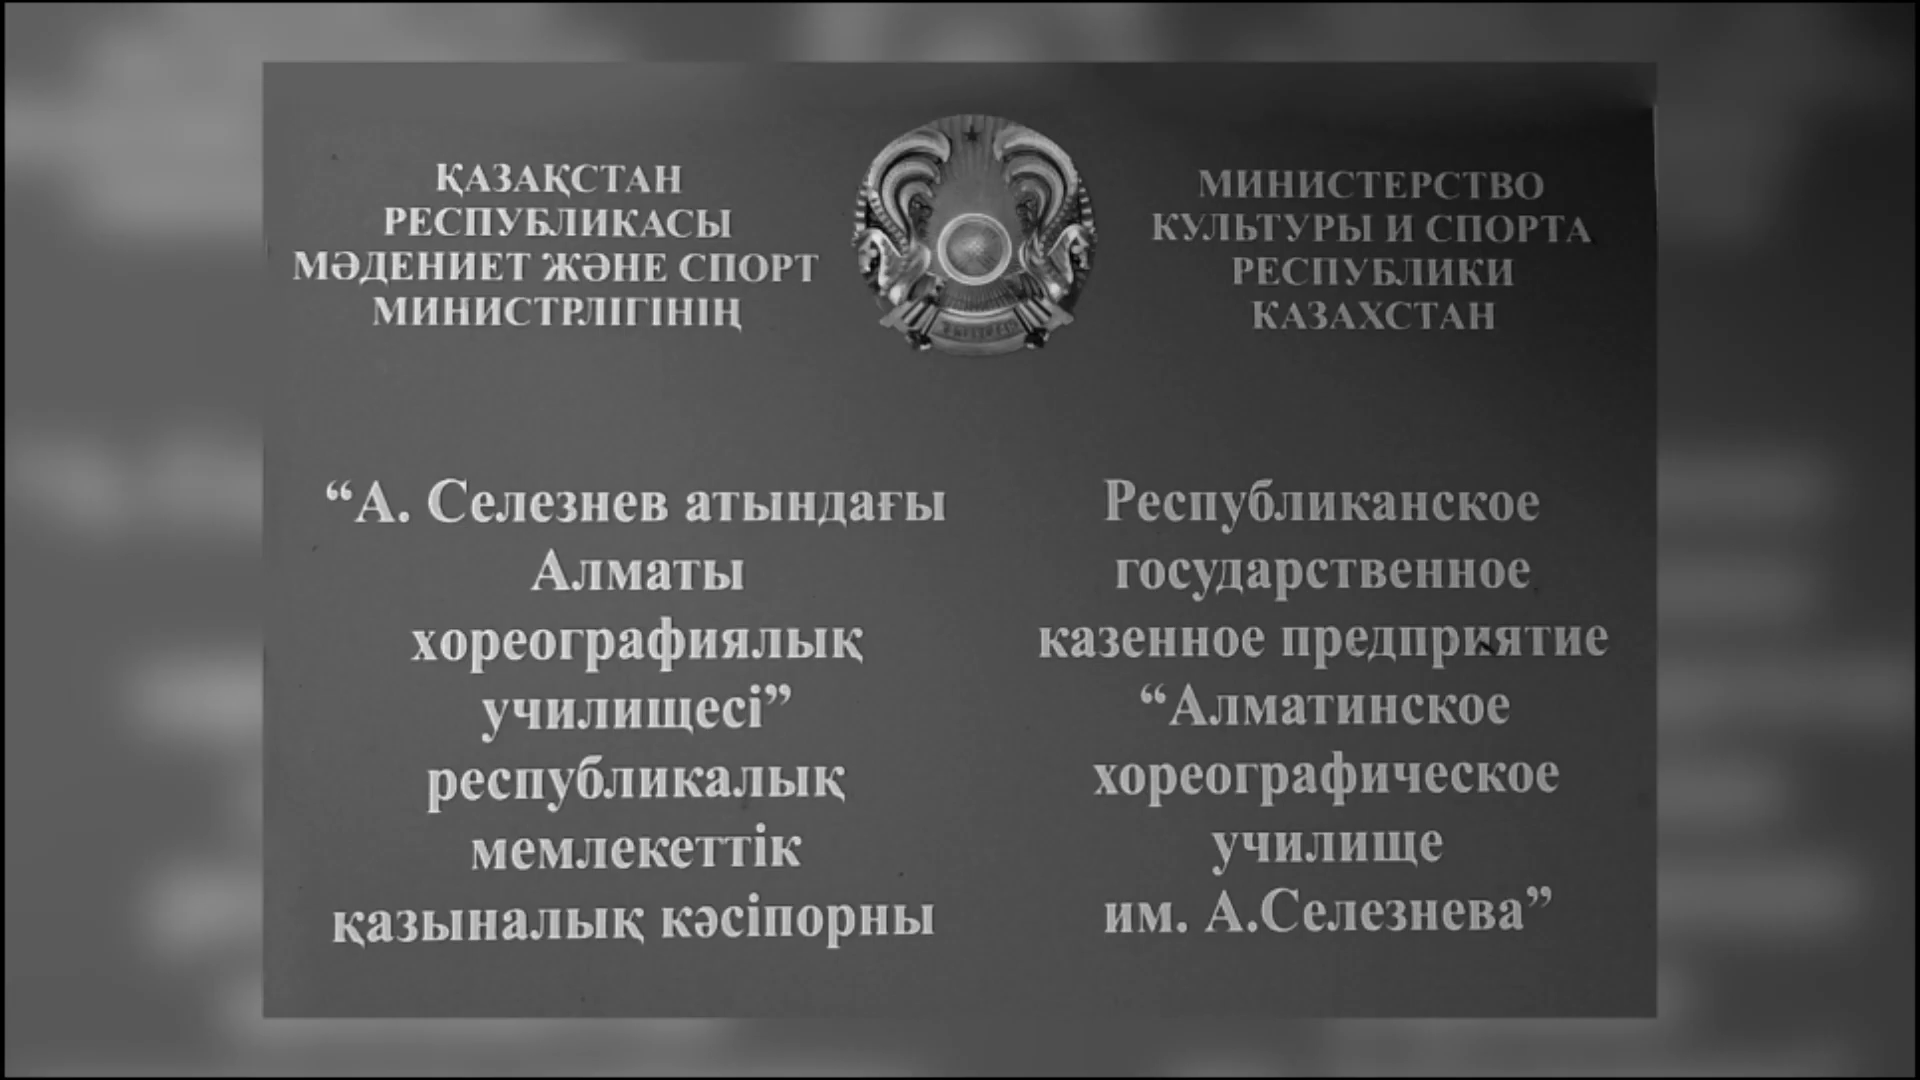 ҚАЗАҚСТАН
РЕСПУБЛИКАСЫ
МӘДЕНИЕТ ЖӘНЕ СПОРТ
МИНИСТРЛІГІНІҢ
МИНИСТЕРСТВО
КУЛЬТУРЫ И СПОРТА
РЕСПУБЛИКИ
КАЗАХСТАН
“А. Селезнев атындағы
Алматы
хореографиялық
училищесі”
республикалық
мемлекеттік
қазыналық кәсіпорны
Республиканское
государственное
казенное предприятие
“Алматинское
хореографическое
училище
им. А.Селезнева”